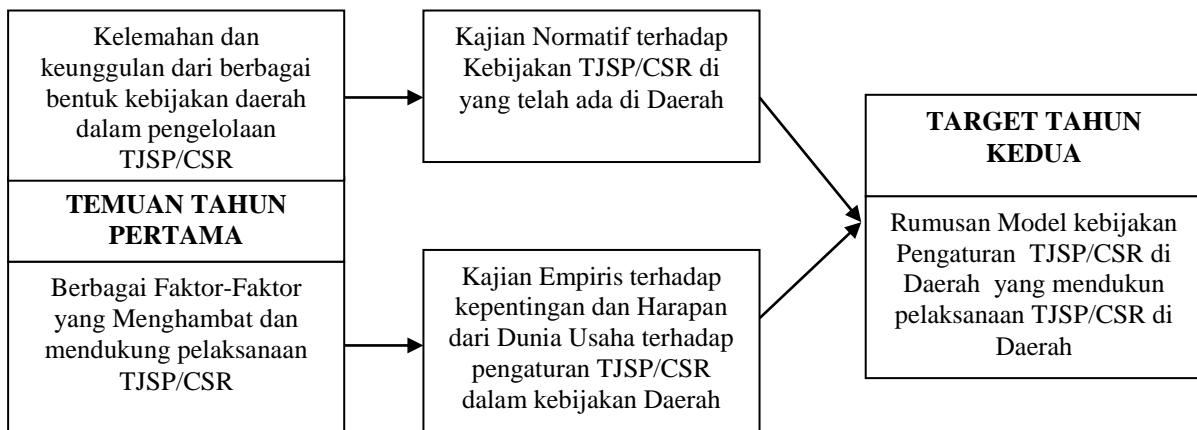 Kelemahan dan
keunggulan dari berbagai
bentuk kebijakan daerah
dalam pengelolaan
TJSP/CSR
TEMUAN TAHUN
PERTAMA
Berbagai Faktor-Faktor
yang Menghambat dan
mendukung pelaksanaan
TJSP/CSR
Kajian Normatif terhadap
Kebijakan TJSP/CSR di
yang telah ada di Daerah
Kajian Empiris terhadap
kepentingan dan Harapan
dari Dunia Usaha terhadap
pengaturan TJSP/CSR
dalam kebijakan Daerah
TARGET TAHUN
KEDUA
Rumusan Model kebijakan
Pengaturan TJSP/CSR di
Daerah yang mendukun
pelaksanaan TJSP/CSR di
Daerah